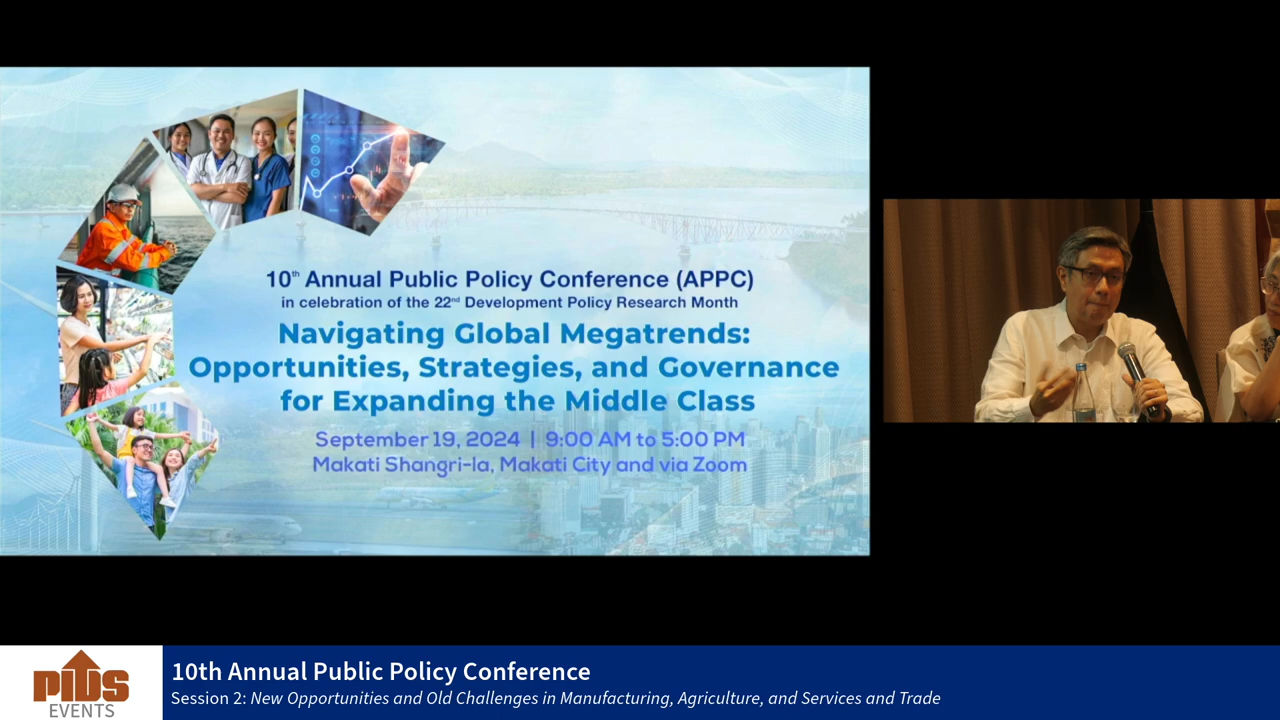 10th Annual Public Policy Conference (APPC)
in celebration of the 22nd Development Policy Research Month
Navigating Global Megatrends:
Opportunities, Strategies, and Governance
for Expanding the Middle Class
September 19, 2024 | 9:00 AM to 5:00 PM
Makati Shangri-la, Makati City and via Zoom
PIDS
EVENTS
10th Annual Public Policy Conference
Session 2: New Opportunities and Old Challenges in Manufacturing, Agriculture, and Services and Trade